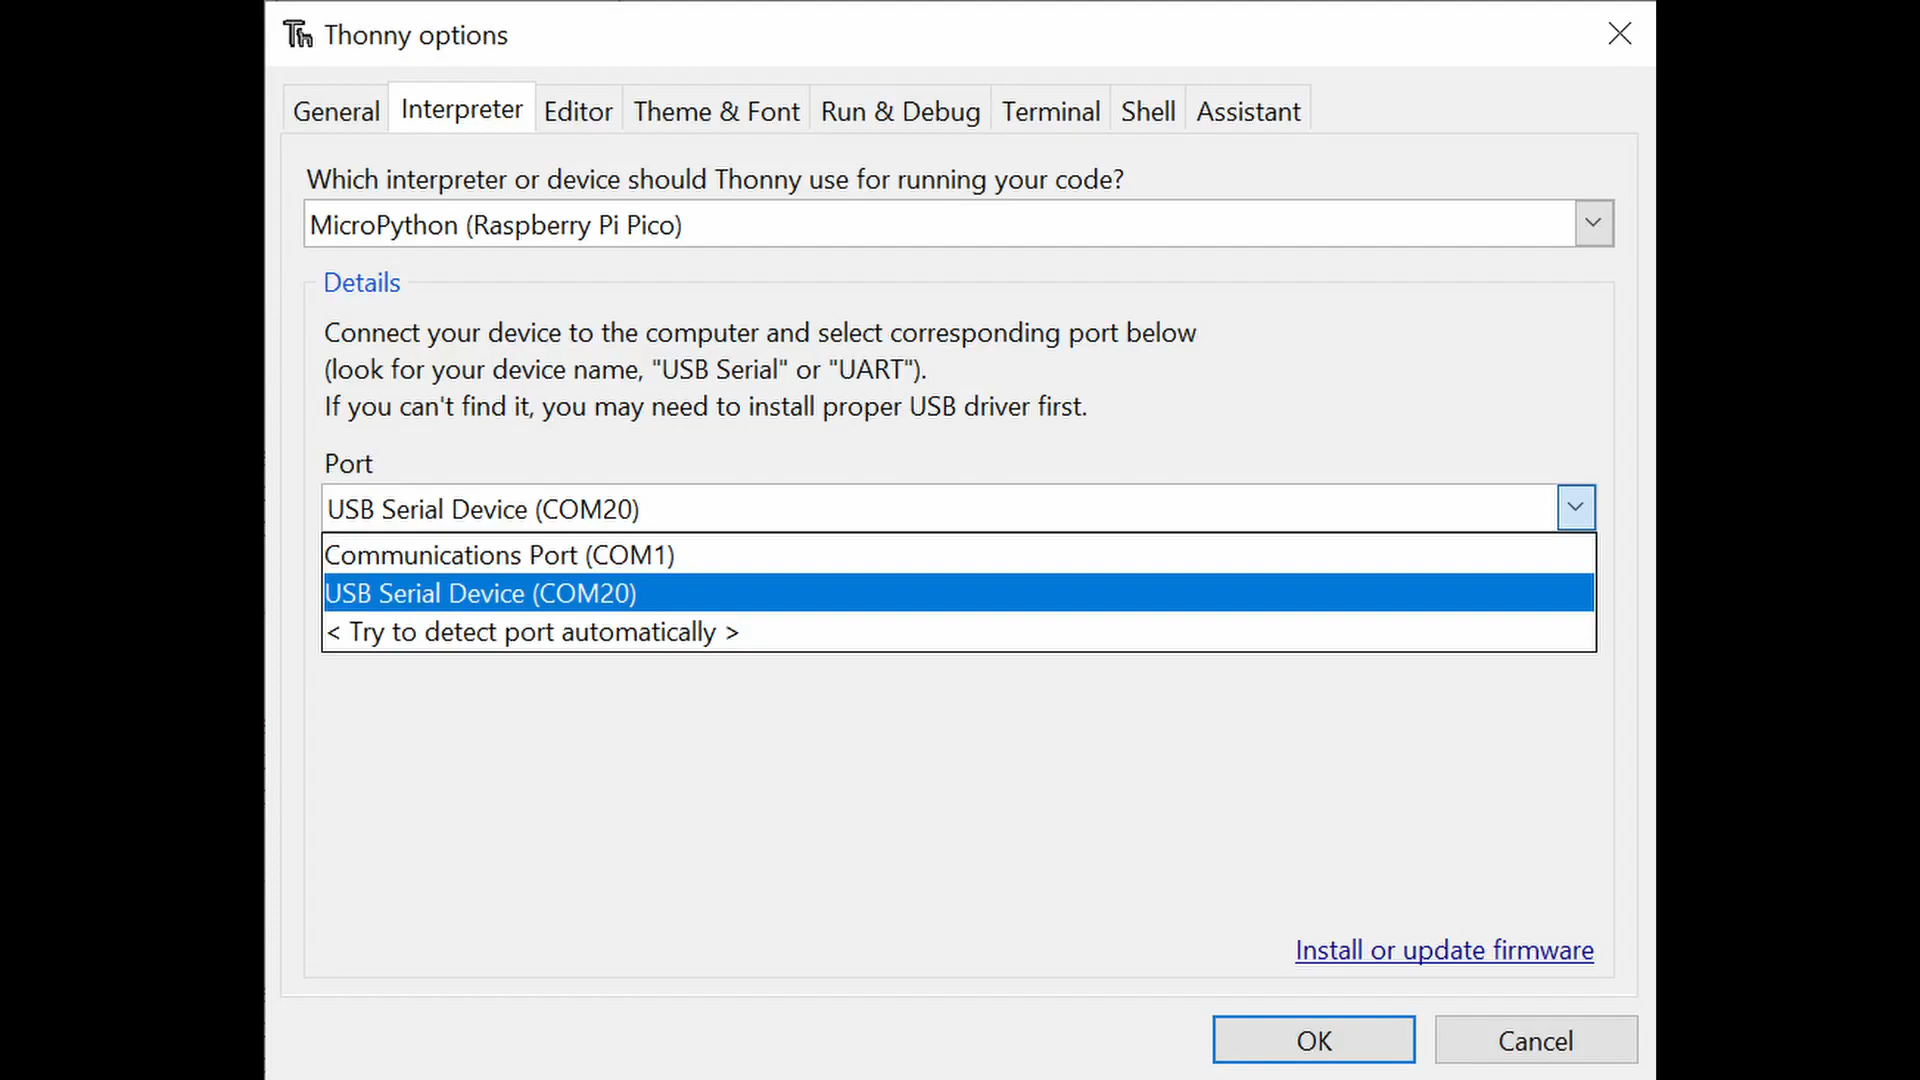 Thonny options
General Interpreter Editor Theme & Font Run & Debug Terminal Shell Assistant
Which interpreter or device should Thonny use for running your code?
MicroPython (Raspberry Pi Pico)
Details
Connect your device to the computer and select corresponding port below
(look for your device name, "USB Serial" or "UART").
If you can't find it, you may need to install proper USB driver first.
Port
USB Serial Device (COM20)
Communications Port (COM1)
USB Serial Device (COM20)
< Try to detect port automatically >
Install or update firmware
OK Cancel